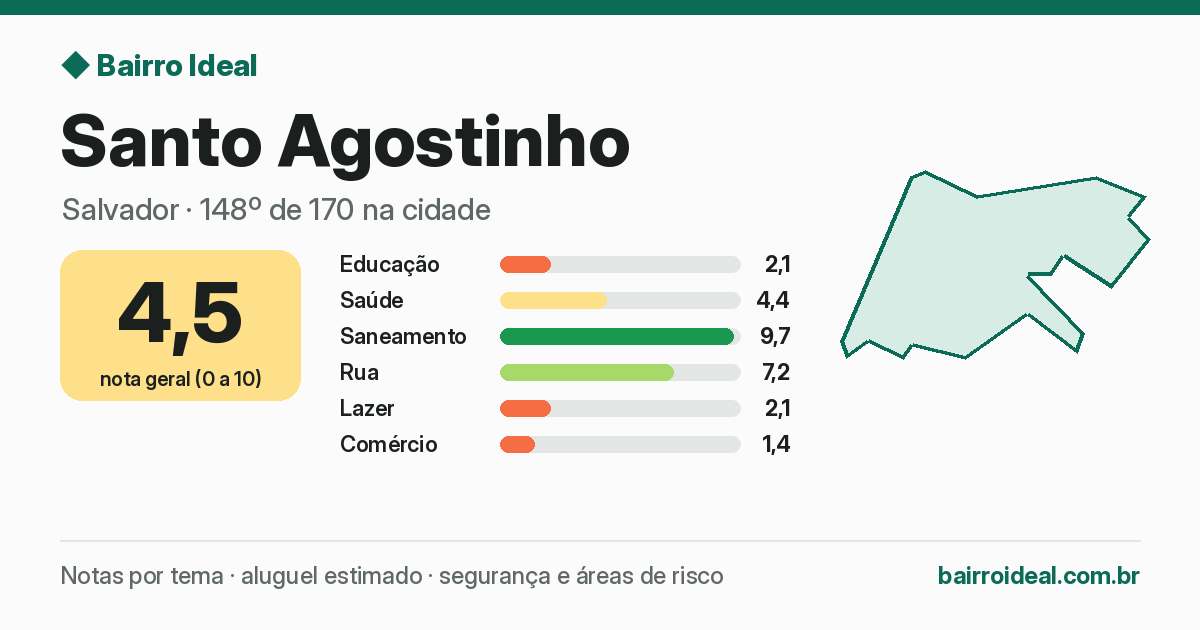 Bairro Ideal
Santo Agostinho
Salvador · 148º de 170 na cidade
4,5
nota geral (0 a 10)
Educação 2,1
Saúde 4,4
Saneamento 9,7
Rua 7,2
Lazer 2,1
Comércio 1,4
Notas por tema · aluguel estimado · segurança e áreas de risco
bairroideal.com.br